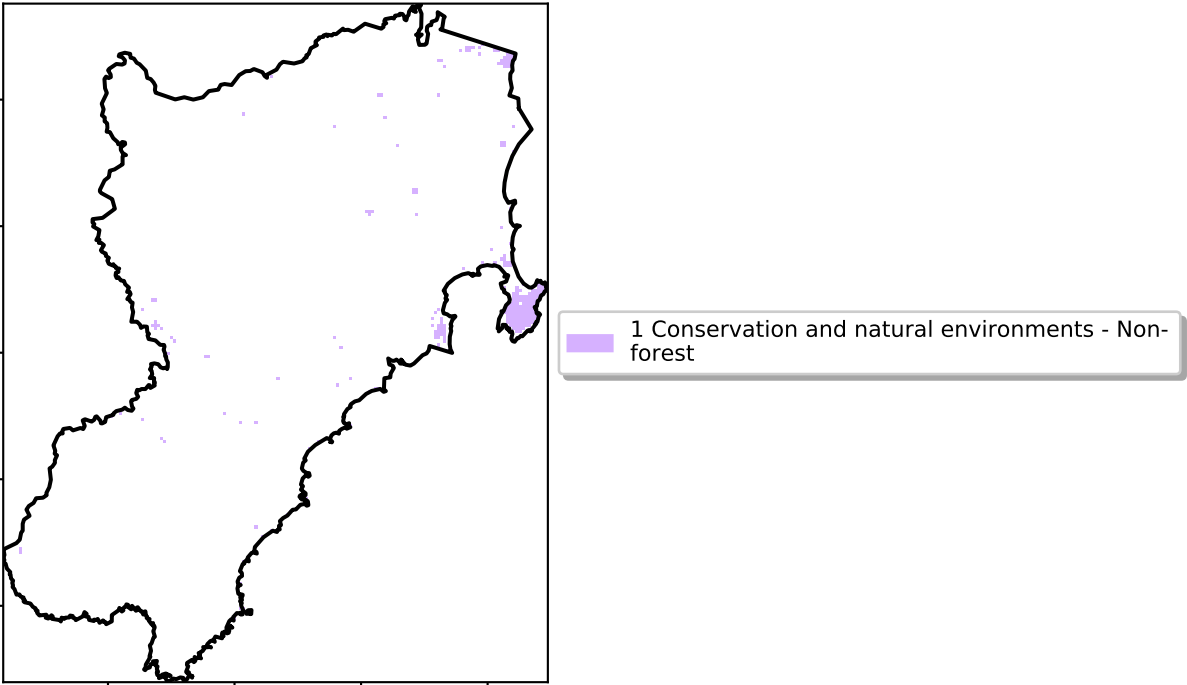 1 Conservation and natural environments - Non-
forest